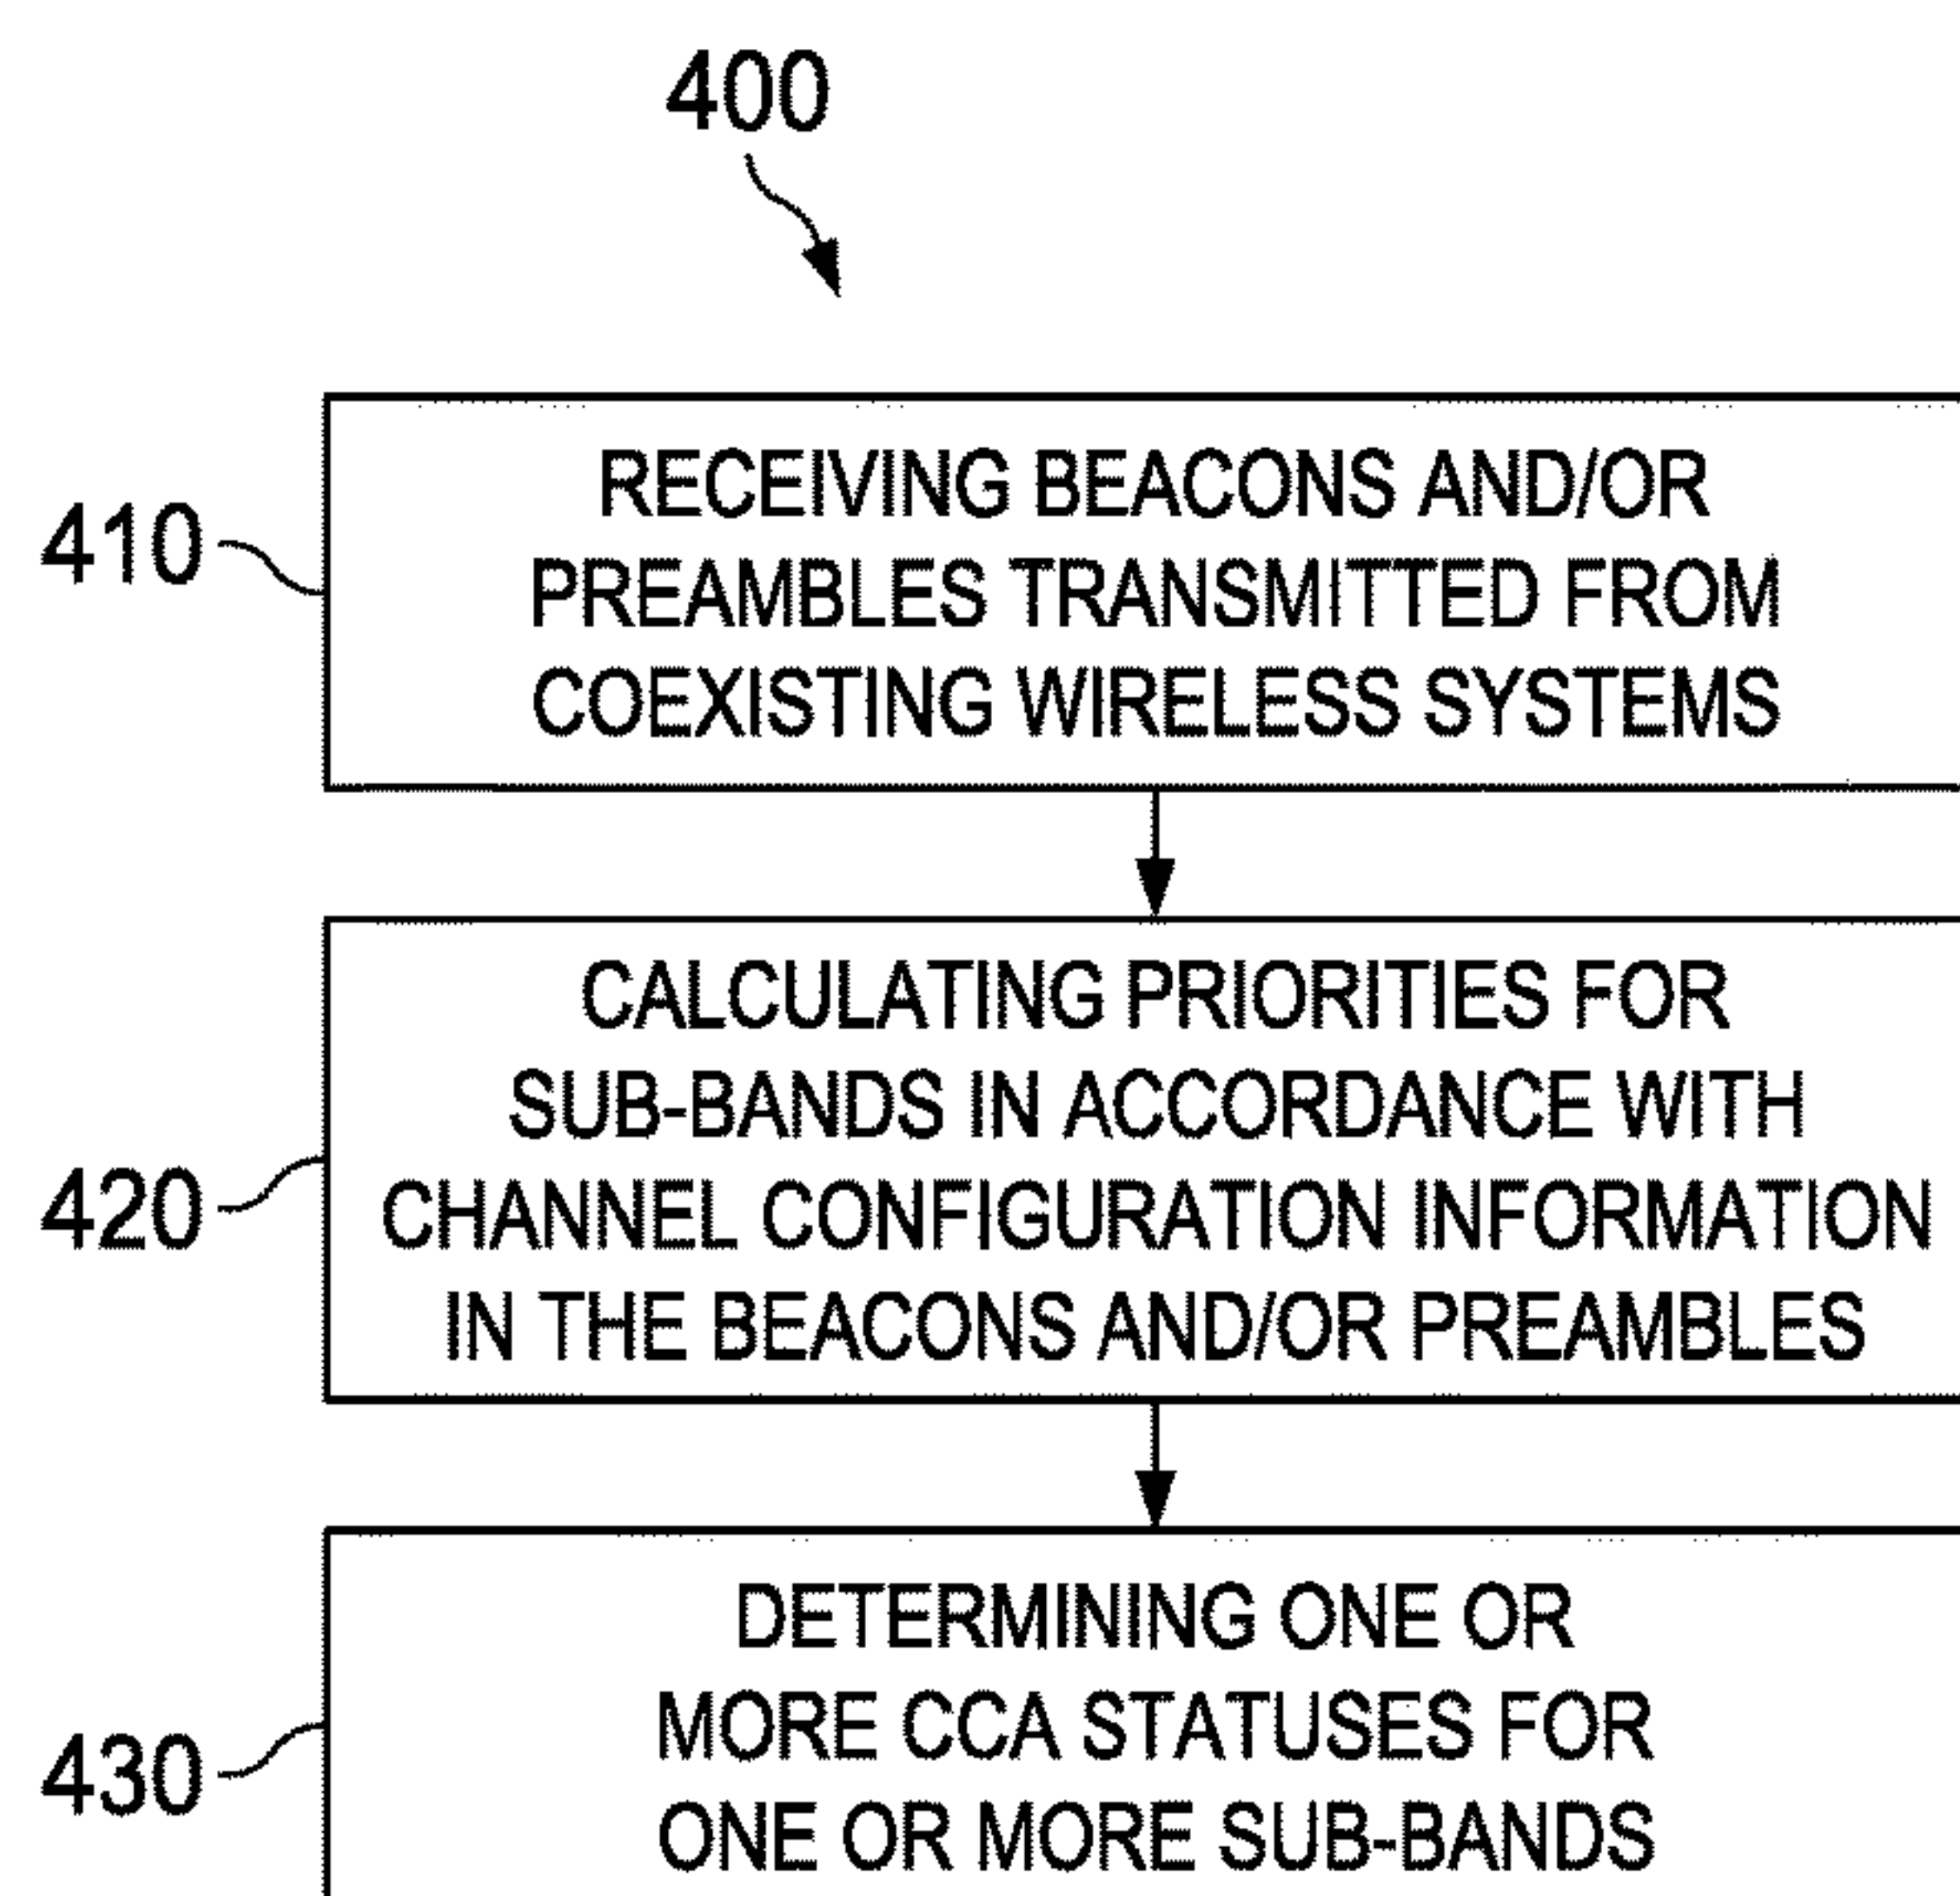 400
410
RECEIVING BEACONS AND/OR
PREAMBLES TRANSMITTED FROM
COEXISTING WIRELESS SYSTEMS
420
CALCULATING PRIORITIES FOR
SUB-BANDS IN ACCORDANCE WITH
CHANNEL CONFIGURATION INFORMATION
IN THE BEACONS AND/OR PREAMBLES
430
DETERMINING ONE OR
MORE CCA STATUSES FOR
ONE OR MORE SUB-BANDS